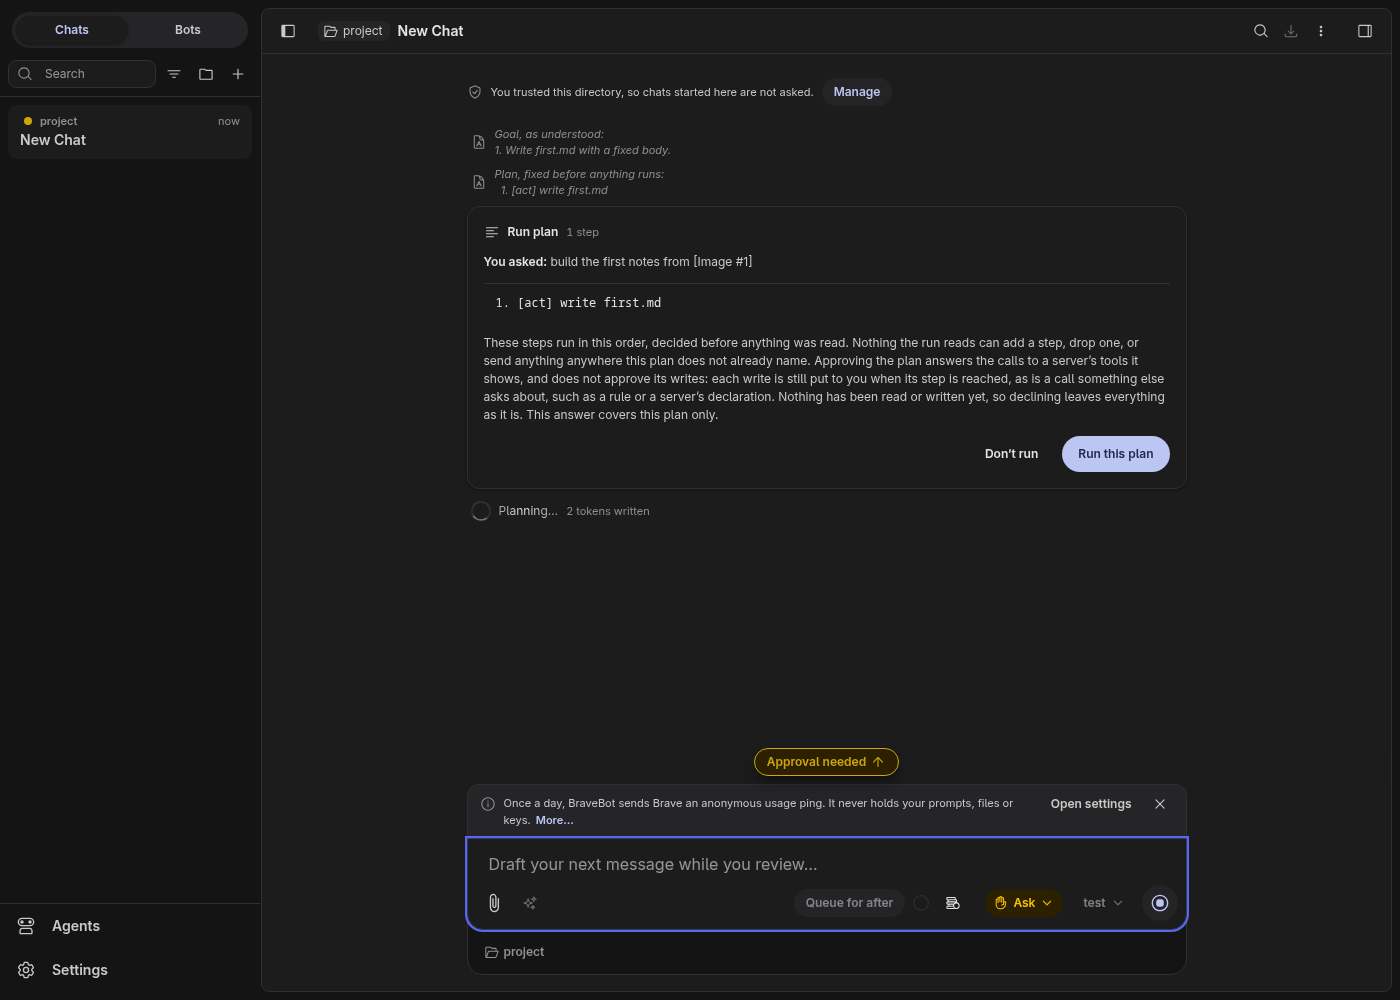 Chats
Bots
Search
project
now
New Chat
Agents
Settings
project
New Chat
You trusted this directory, so chats started here are not asked.
Manage
Goal, as understood:
1. Write first.md with a fixed body.
Plan, fixed before anything runs:
1. [act] write first.md
Run plan
1 step
You asked: build the first notes from [Image #1]
1. [act] write first.md
These steps run in this order, decided before anything was read. Nothing the run reads can add a step, drop one, or
send anything anywhere this plan does not already name. Approving the plan answers the calls to a server’s tools it
shows, and does not approve its writes: each write is still put to you when its step is reached, as is a call something else
asks about, such as a rule or a server’s declaration. Nothing has been read or written yet, so declining leaves everything
as it is. This answer covers this plan only.
Don’t run
Run this plan
Planning…
2 tokens written
Approval needed
Once a day, BraveBot sends Brave an anonymous usage ping. It never holds your prompts, files or
keys. More…
Open settings
Draft your next message while you review…
Queue for after
Ask
test
project